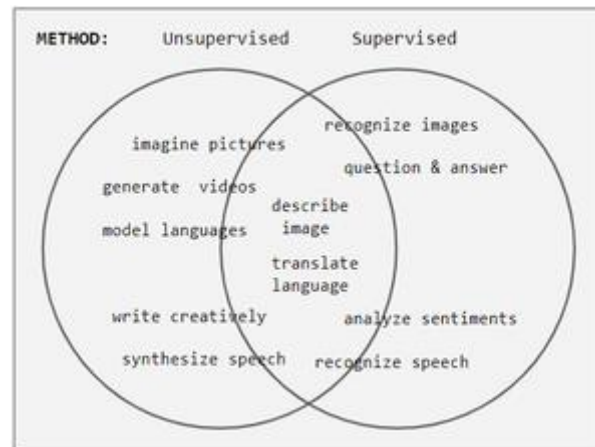 METHOD: Unsupervised Supervised
recognize images
imagine pictures
question & answer
generate videos
describe
image
model languages
translate
language
write creatively
analyze sentiments
synthesize speech
recognize speech